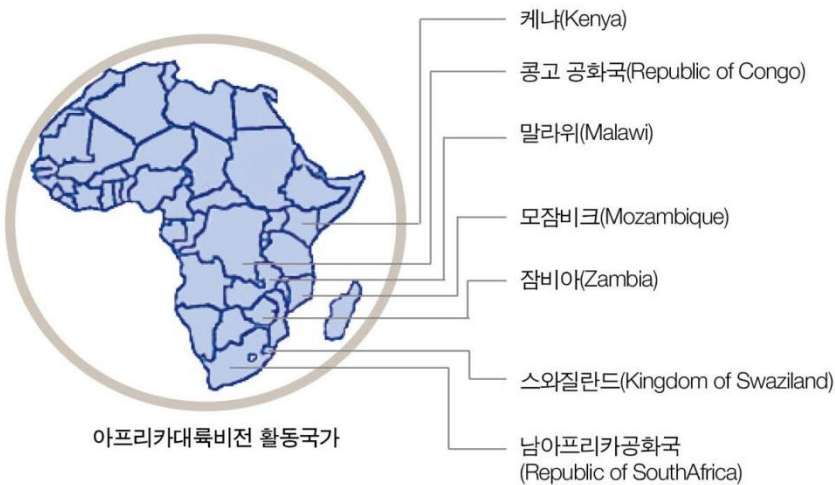 케냐(Kenya)
콩고 공화국(Republic of Congo)
말라위(Malawi)
모잠비크(Mozambique)
잠비아(Zambia)
스와질란드(Kingdom of Swaziland)
남아프리카공화국
(Republic of SouthAfrica)
아프리카대륙비전 활동국가